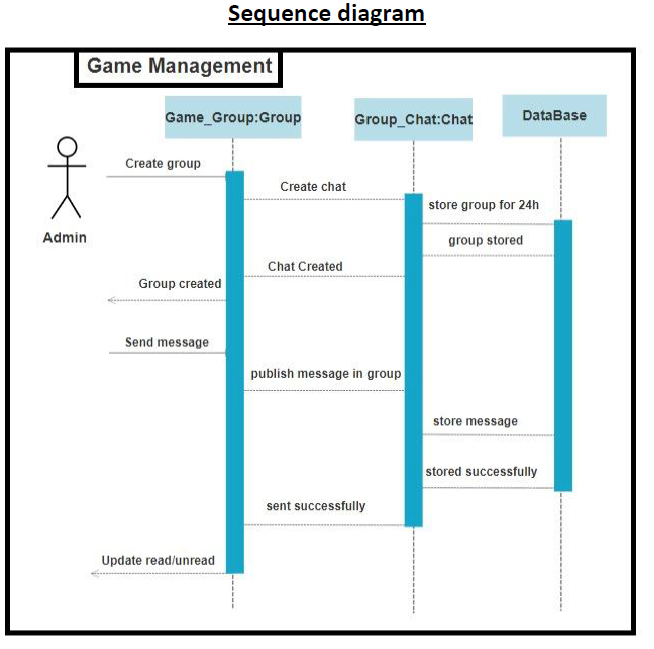 Sequence diagram
Game Management
Game_Group:Group
Group_Chat:Chat
DataBase
Admin
Create group
Create chat
store group for 24h
group stored
Chat Created
Group created
Send message
publish message in group
store message
stored successfully
sent successfully
Update read/unread